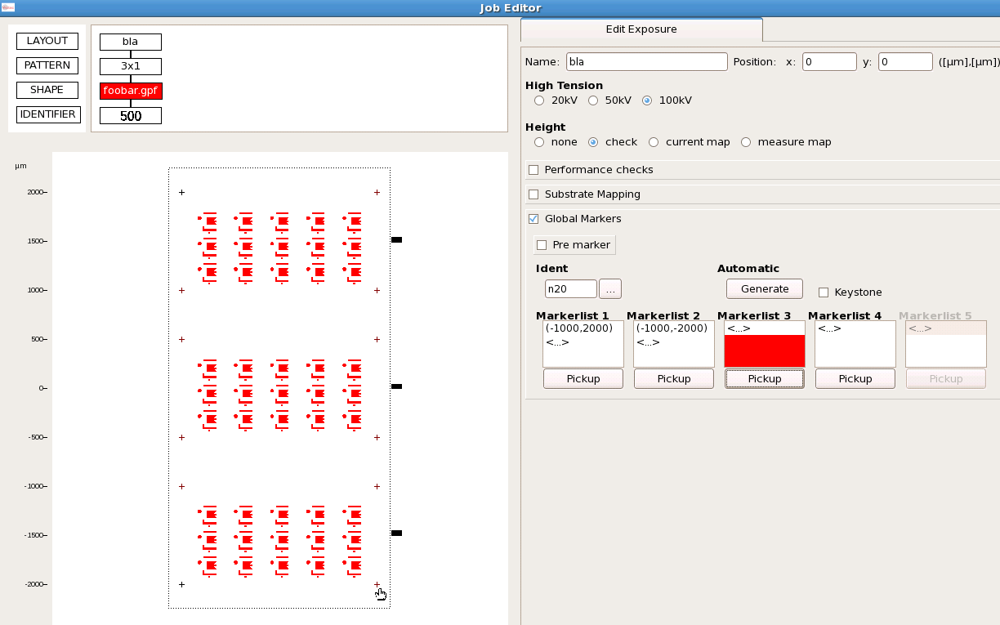 Job Editor
LAYOUT
PATTERN
SHAPE
IDENTIFIER
bla
3x1
foobar.gpf
500
µm
2000
1500
1000
500
0
-500
-1000
-1500
-2000
Edit Exposure
Name: bla Position: x: 0 y: 0 ([µm],[µm])
High Tension
20kV 50kV 100kV
Height
none check current map measure map
Performance checks
Substrate Mapping
Global Markers
Pre marker
Ident Automatic
n20 ... Generate Keystone
Markerlist 1 Markerlist 2 Markerlist 3 Markerlist 4 Markerlist 5
(-1000,2000) (-1000,-2000) <...> <...> <...>
<...> <...>
Pickup Pickup Pickup Pickup Pickup